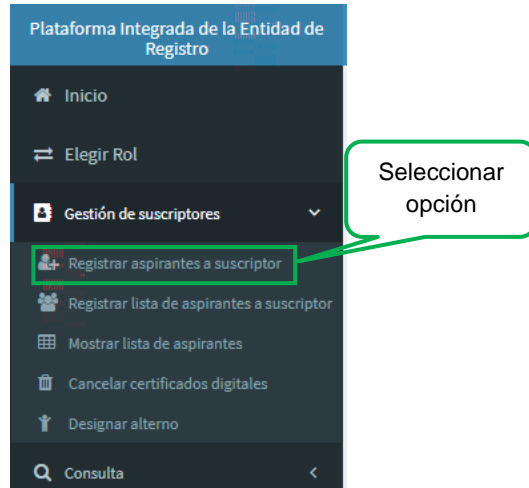 Plataforma Integrada de la Entidad de
Registro
Inicio
Elegir Rol
Seleccionar
opción
Gestión de suscriptores
Registrar aspirantes a suscriptor
Registrar lista de aspirantes a suscriptor
Mostrar lista de aspirantes
Cancelar certificados digitales
Designar alterno
Consulta